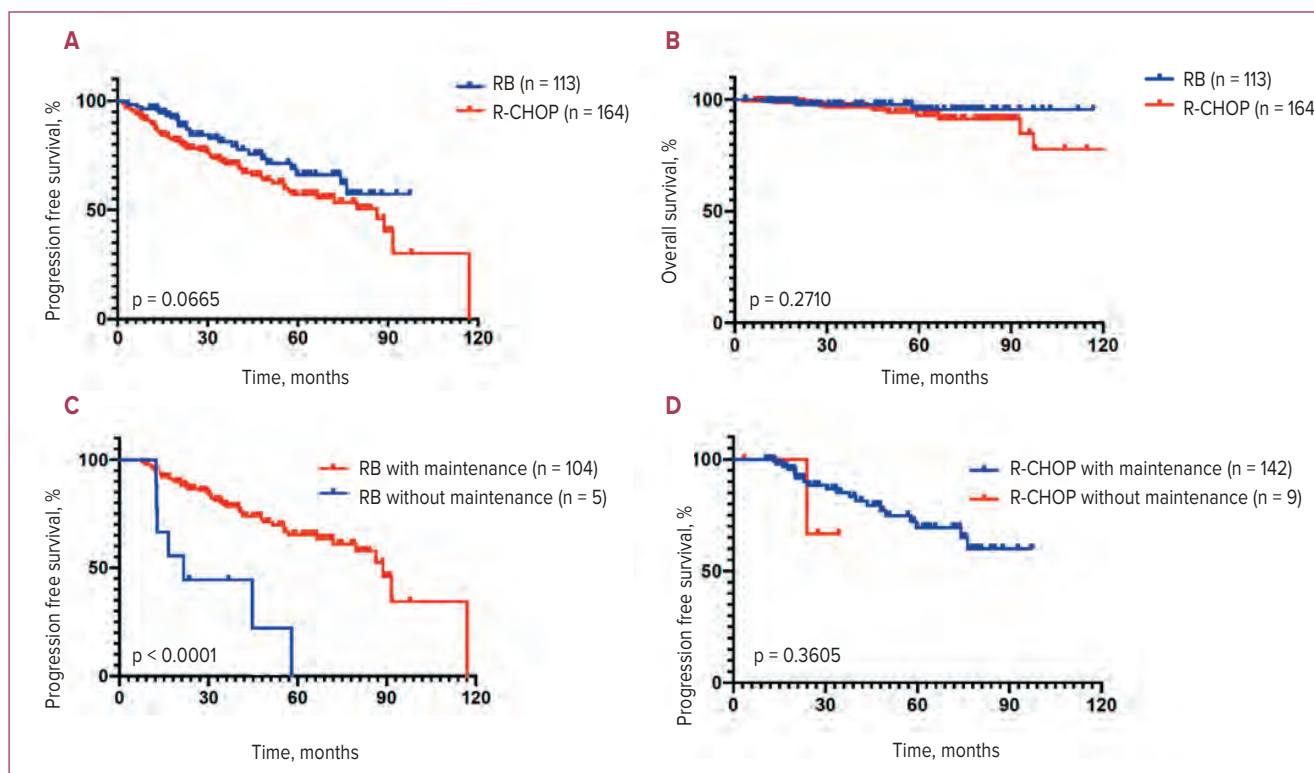 A
RB (n = 113)
R-CHOP (n = 164)
Progression free survival, %
100
50
0
p = 0.0665
0 30 60 90 120
Time, months
B
RB (n = 113)
R-CHOP (n = 164)
Overall survival, %
100
50
0
p = 0.2710
0 30 60 90 120
Time, months
C
RB with maintenance (n = 104)
RB without maintenance (n = 5)
Progression free survival, %
100
50
0
p < 0.0001
0 30 60 90 120
Time, months
D
R-CHOP with maintenance (n = 142)
R-CHOP without maintenance (n = 9)
Progression free survival, %
100
50
0
p = 0.3605
0 30 60 90 120
Time, months